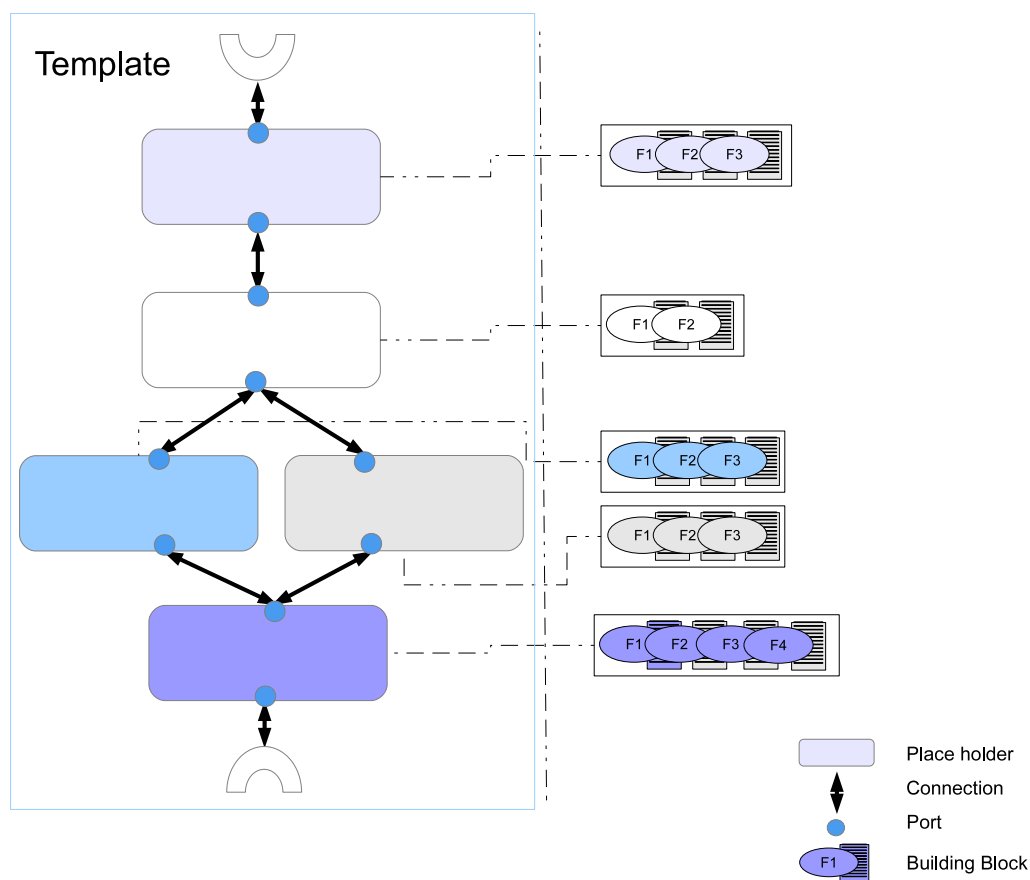 Template
F1 F2 F3
F1 F2
F1 F2 F3
F1 F2 F3
F1 F2 F3 F4
Place holder
Connection
Port
F1 Building Block